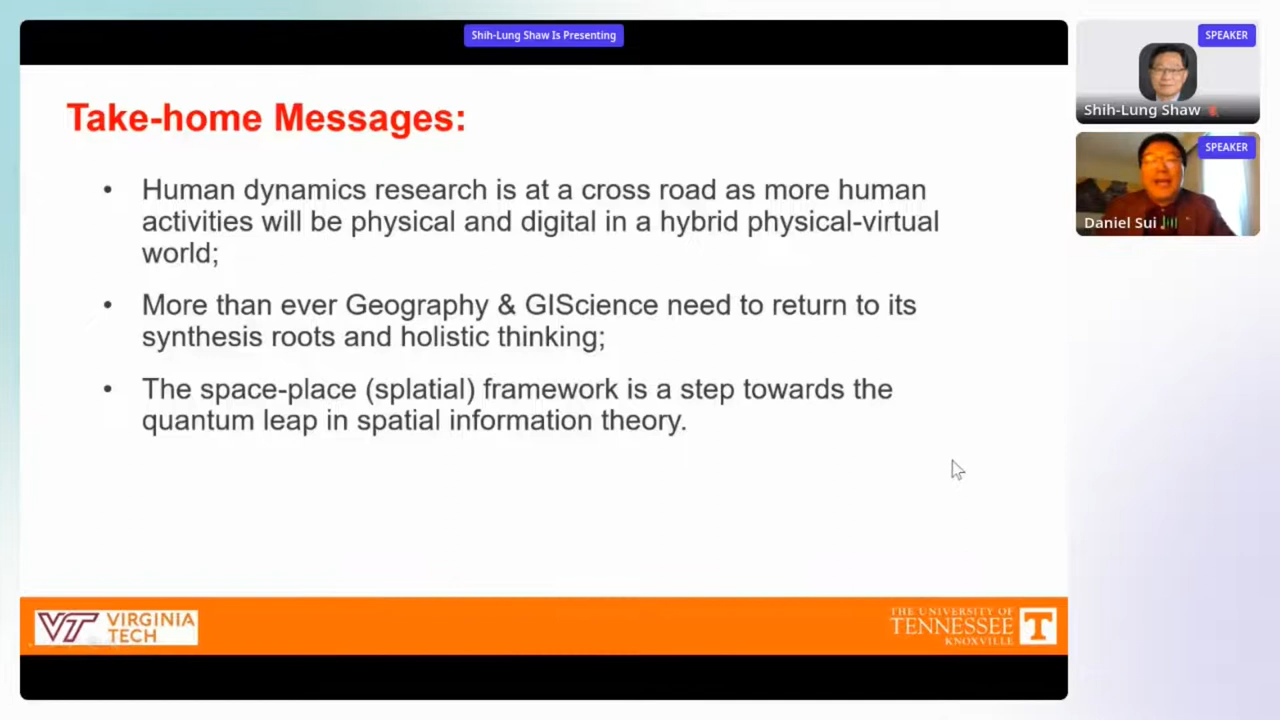 Shih-Lung Shaw Is Presenting
SPEAKER
Shih-Lung Shaw
SPEAKER
Daniel Sui
Take-home Messages:
• Human dynamics research is at a cross road as more human
activities will be physical and digital in a hybrid physical-virtual
world;
• More than ever Geography & GIScience need to return to its
synthesis roots and holistic thinking;
• The space-place (splatial) framework is a step towards the
quantum leap in spatial information theory.
VT VIRGINIA
TECH
THE UNIVERSITY OF
TENNESSEE
KNOXVILLE
T